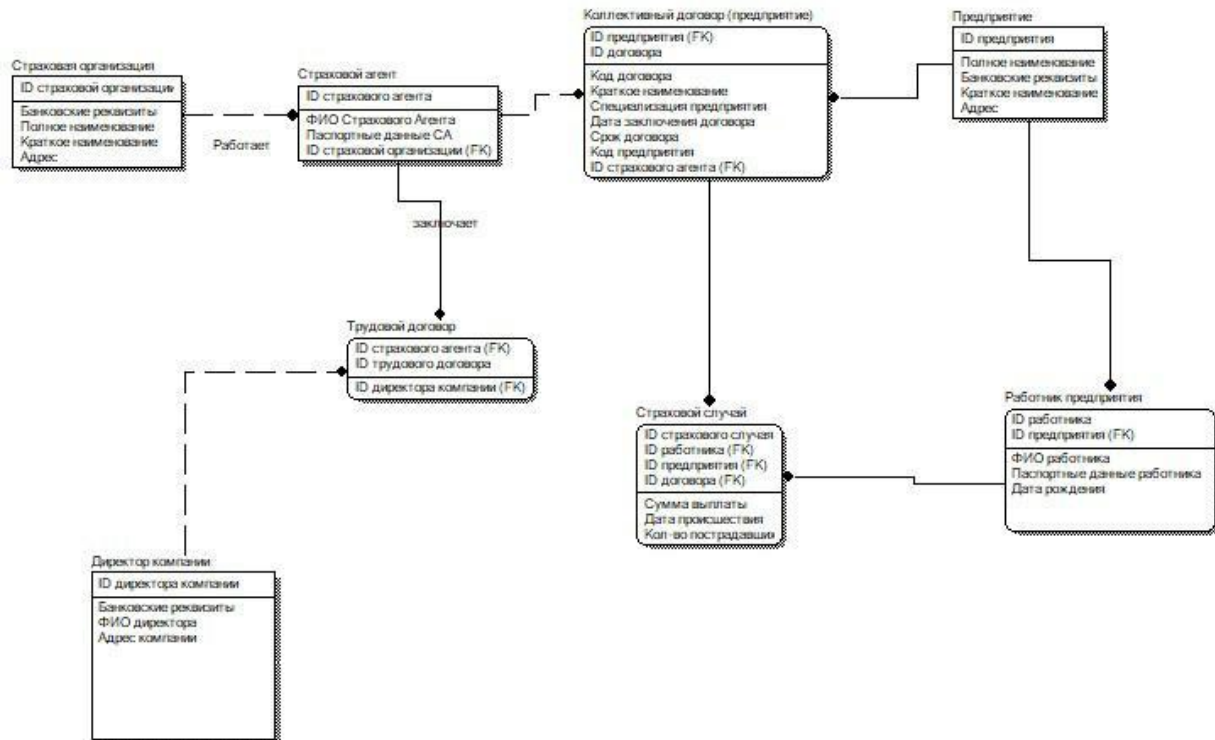 Страховая организация
ID страховой организации
Банковские реквизиты
Полное наименование
Краткое наименование
Адрес
Работает
Страховой агент
ID страхового агента
ФИО Страхового Агента
Паспортные данные СА
ID страховой организации (FK)
заключает
Коллективный договор (предприятие)
ID предприятия (FK)
ID договора
Код договора
Краткое наименование
Специализация предприятия
Дата заключения договора
Срок договора
Код предприятия
ID страхового агента (FK)
Предприятие
ID предприятия
Полное наименование
Банковские реквизиты
Краткое наименование
Адрес
Трудовой договор
ID страхового агента (FK)
ID трудового договора
ID директора компании (FK)
Страховой случай
ID страхового случая
ID работника (FK)
ID предприятия (FK)
ID договора (FK)
Сумма выплаты
Дата происшествия
Кол-во пострадавших
Работник предприятия
ID работника
ID предприятия (FK)
ФИО работника
Паспортные данные работника
Дата рождения
Директор компании
ID директора компании
Банковские реквизиты
ФИО директора
Адрес компании